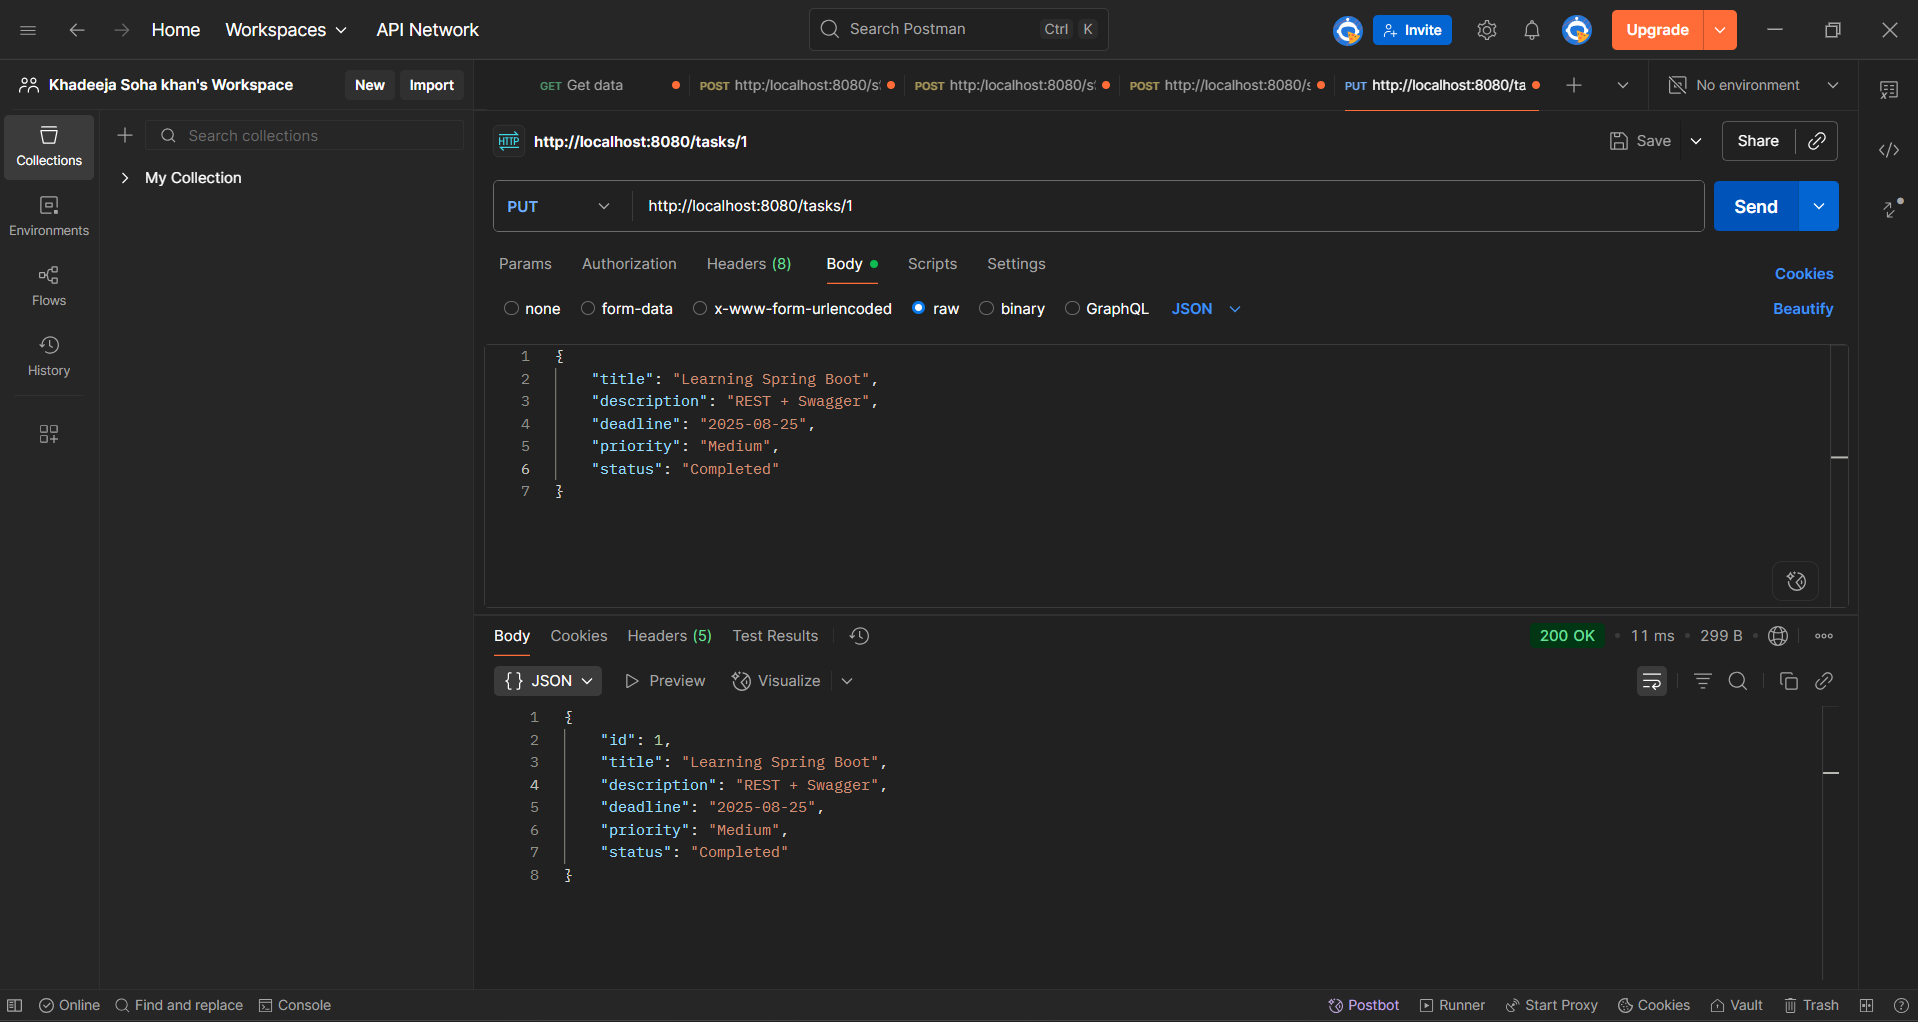 Home Workspaces API Network Search Postman Ctrl K Invite Upgrade
Khadeeja Soha khan's Workspace New Import GET Get data POST http:/localhost:8080/s POST http:/localhost:8080/s POST http://localhost:8080/s PUT http://localhost:8080/ta No environment
Collections
Environments
Flows
History
Search collections
My Collection
HTTP http://localhost:8080/tasks/1 Save Share
PUT http://localhost:8080/tasks/1 Send
Params Authorization Headers (8) Body Scripts Settings Cookies
none form-data x-www-form-urlencoded raw binary GraphQL JSON Beautify
1 {
2 "title": "Learning Spring Boot",
3 "description": "REST + Swagger",
4 "deadline": "2025-08-25",
5 "priority": "Medium",
6 "status": "Completed"
7 }
Body Cookies Headers (5) Test Results 200 OK • 11 ms • 299 B •
{} JSON Preview Visualize
1 {
2 "id": 1,
3 "title": "Learning Spring Boot",
4 "description": "REST + Swagger",
5 "deadline": "2025-08-25",
6 "priority": "Medium",
7 "status": "Completed"
8 }
Online Find and replace Console Postbot Runner Start Proxy Cookies Vault Trash